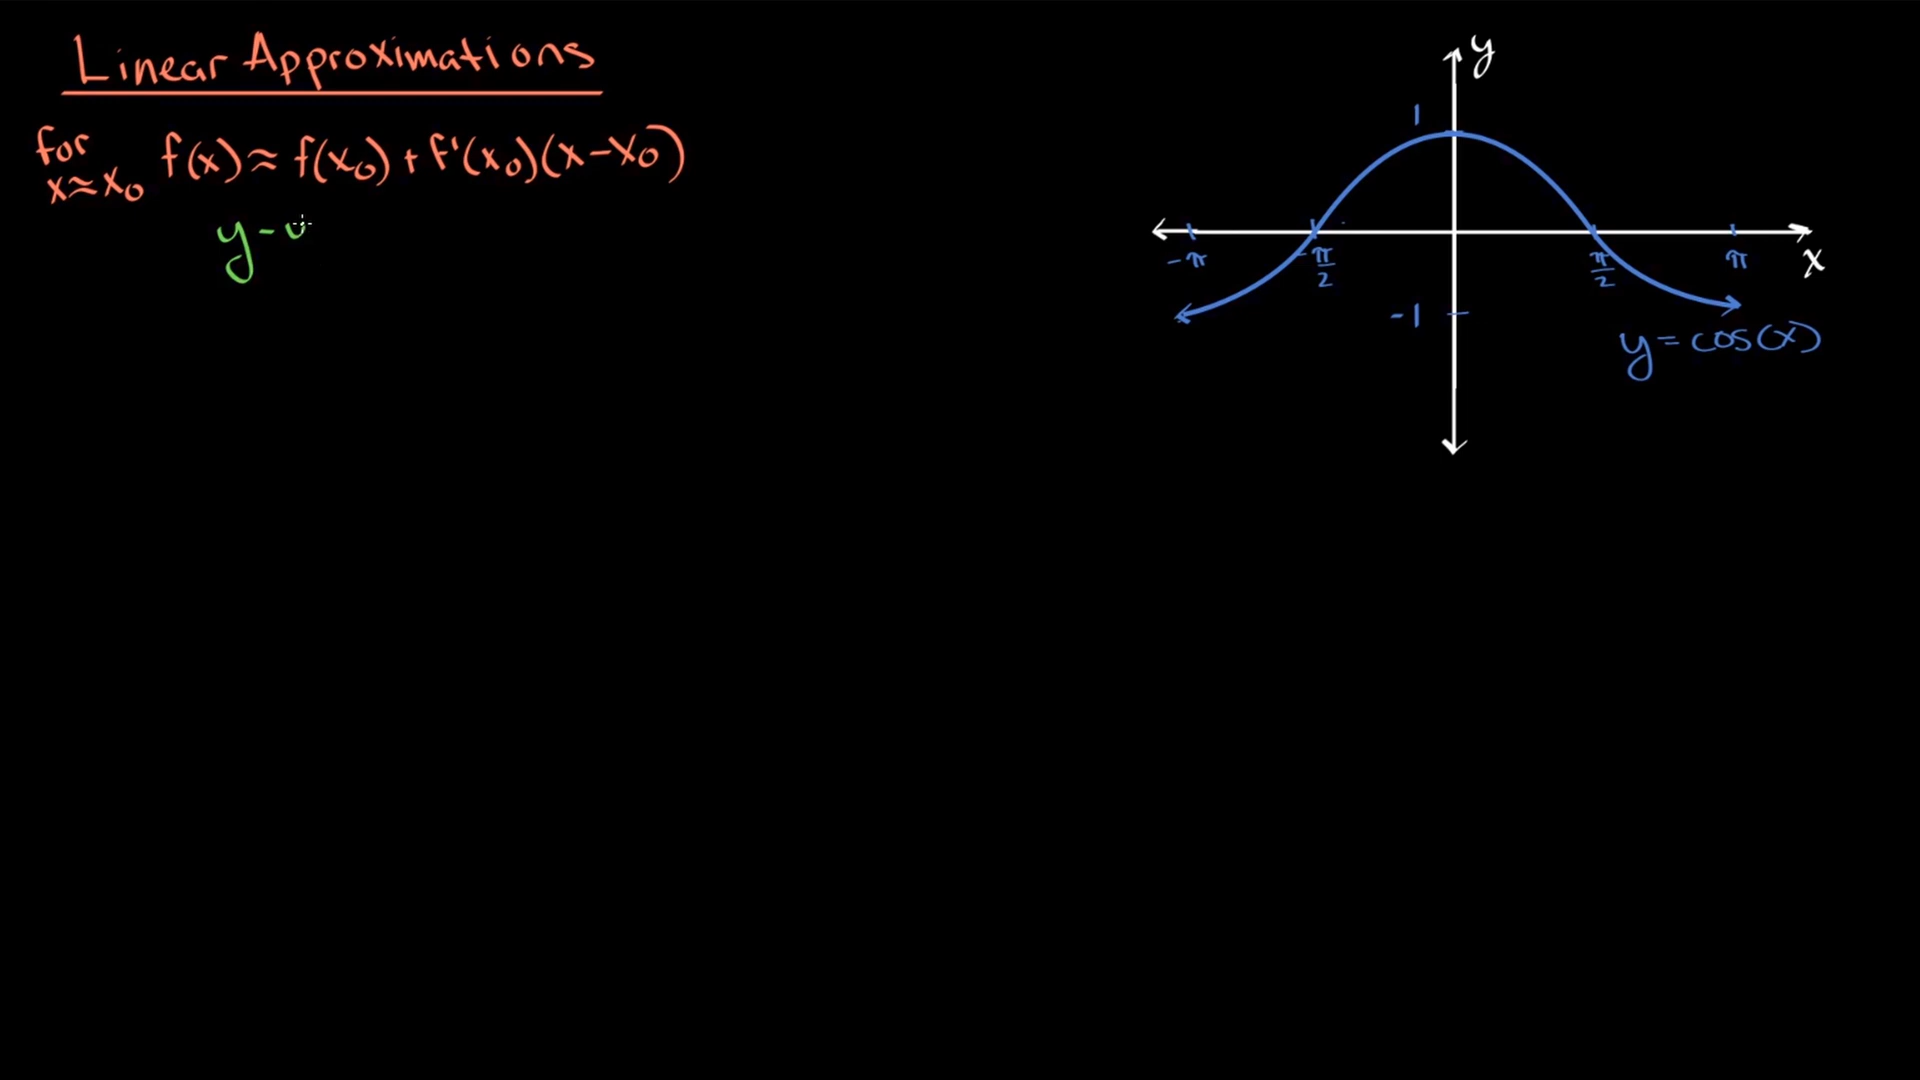 Linear Approximations
for x≈x₀ f(x)≈f(x₀)+f'(x₀)(x-x₀)
y-
y
1
-π -π/2 π/2 π x
-1
y=cos(x)